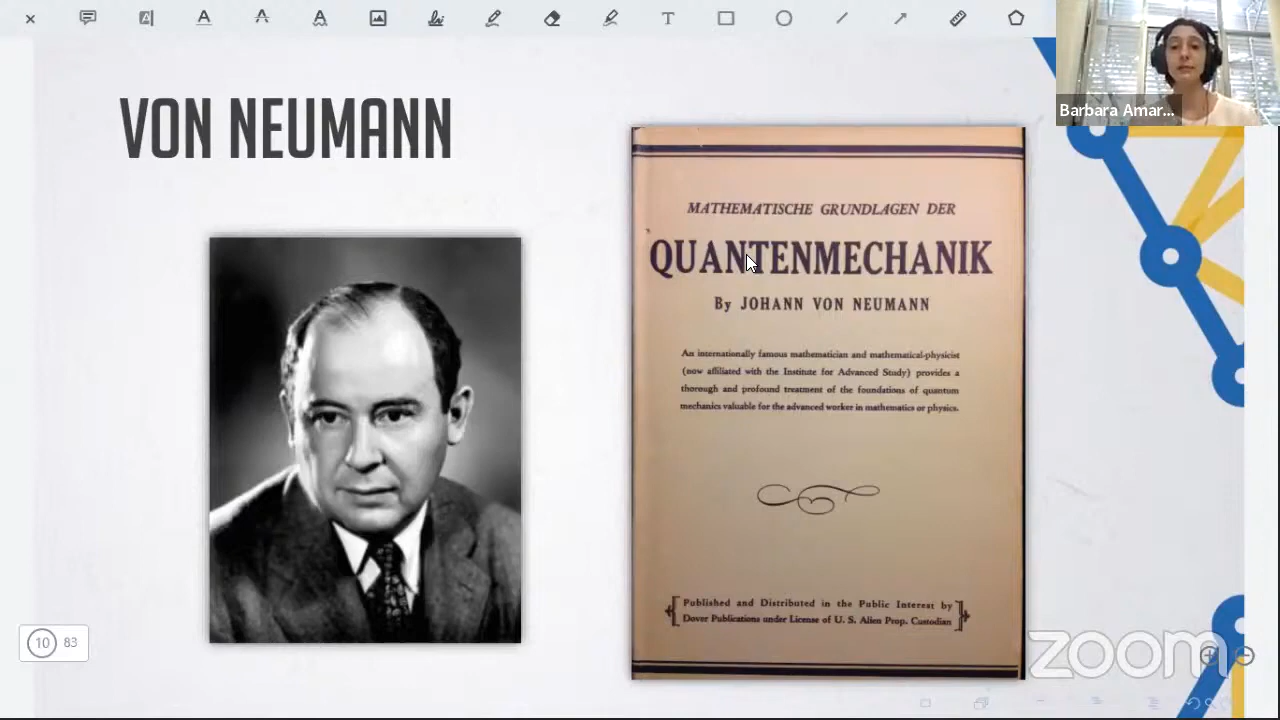 Barbara Amar...
VON NEUMANN
MATHEMATISCHE GRUNDLAGEN DER
QUANTENMECHANIK
By JOHANN VON NEUMANN
An internationally famous mathematician and mathematical-physicist
(now affiliated with the Institute for Advanced Study) provides a
thorough and profound treatment of the foundations of quantum
mechanics valuable for the advanced worker in mathematics or physics.
Published and Distributed in the Public Interest by
Dover Publications under License of U. S. Alien Prop. Custodian
10 83
zoom